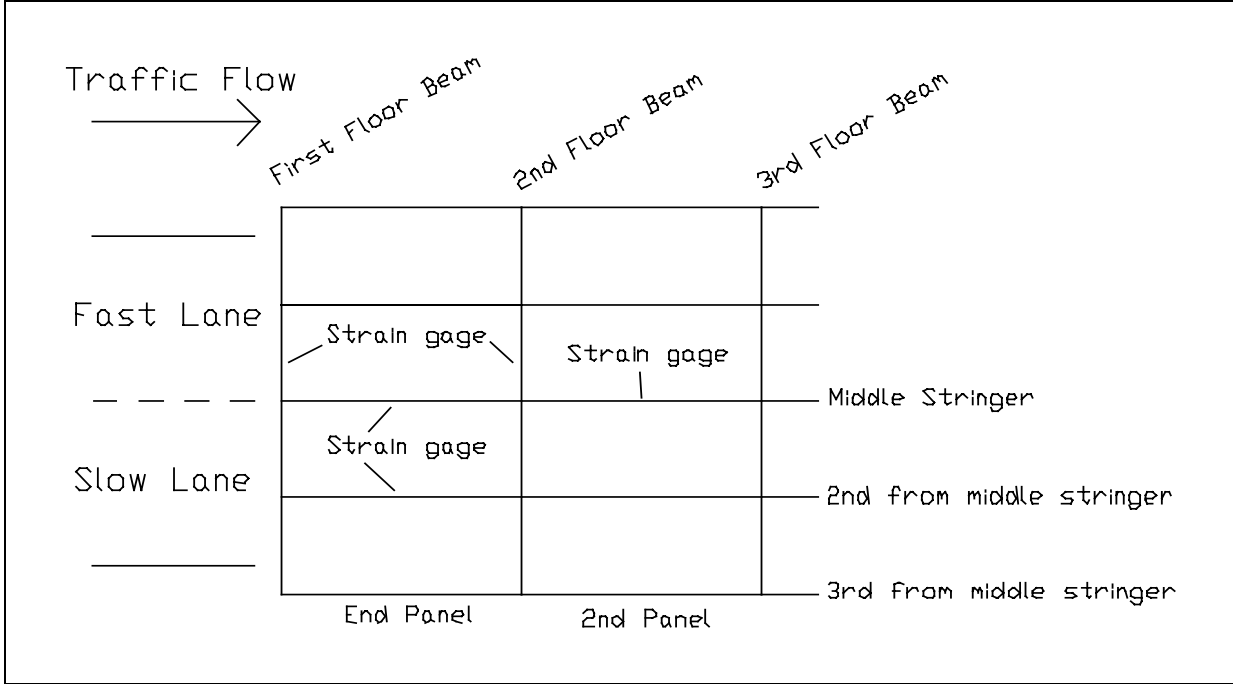 Traffic Flow
First Floor Beam
2nd Floor Beam
3rd Floor Beam
Fast Lane
Strain gage
Strain gage
Middle Stringer
Strain gage
Slow Lane
2nd from middle stringer
3rd from middle stringer
End Panel
2nd Panel